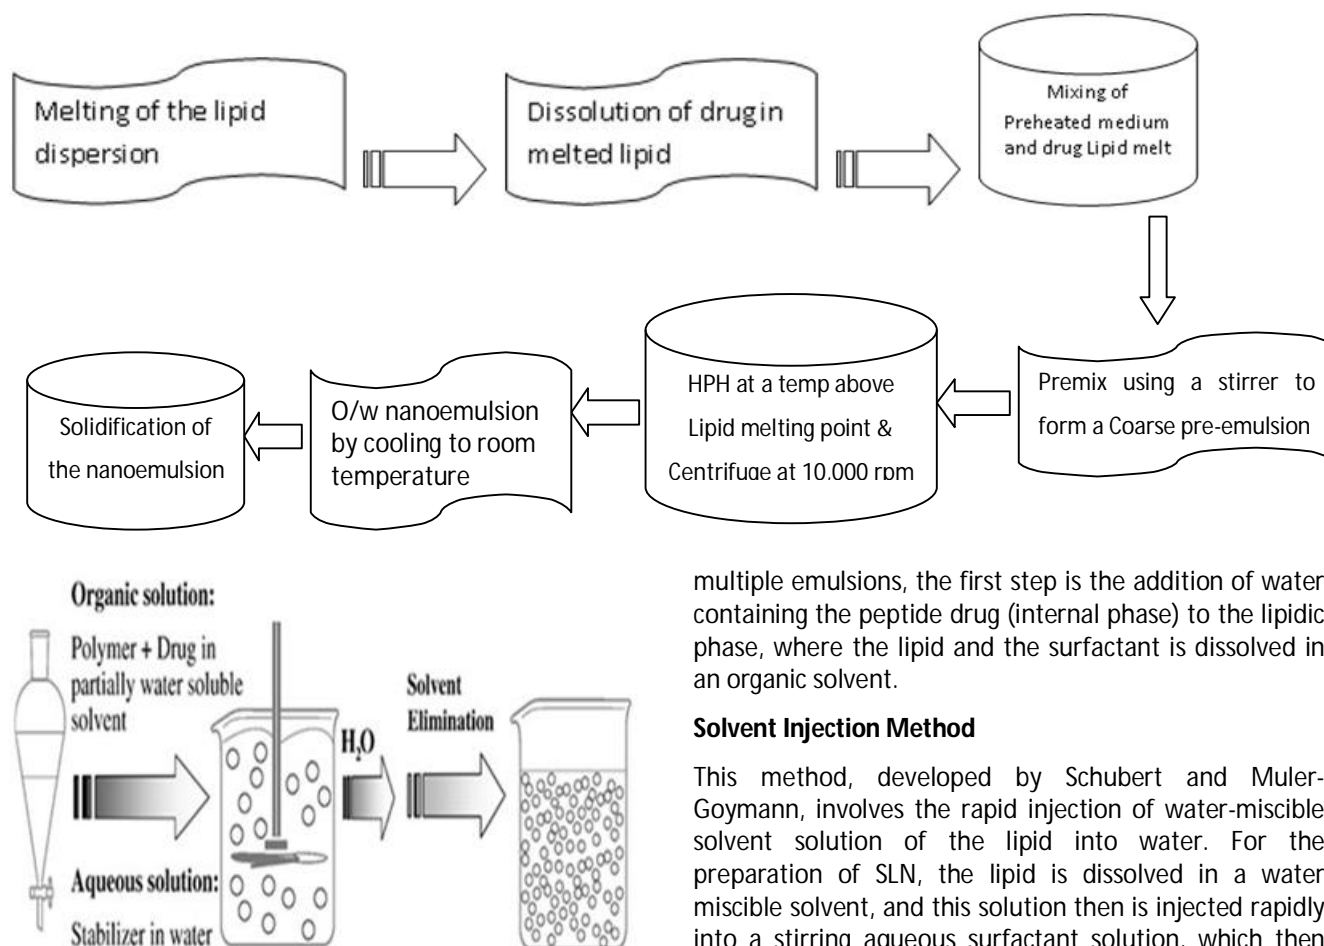 Melting of the lipid
dispersion
Dissolution of drug in
melted lipid
Mixing of
Preheated medium
and drug Lipid melt
Premix using a stirrer to
form a Coarse pre-emulsion
HPH at a temp above
Lipid melting point &
Centrifuge at 10,000 rpm
O/w nanoemulsion
by cooling to room
temperature
Solidification of
the nanoemulsion
Organic solution:
Polymer + Drug in
partially water soluble
solvent
Aqueous solution:
Stabilizer in water
H₂O
Solvent
Elimination
multiple emulsions, the first step is the addition of water
containing the peptide drug (internal phase) to the lipidic
phase, where the lipid and the surfactant is dissolved in
an organic solvent.
Solvent Injection Method
This method, developed by Schubert and Muler-
Goymann, involves the rapid injection of water-miscible
solvent solution of the lipid into water. For the
preparation of SLN, the lipid is dissolved in a water
miscible solvent, and this solution then is injected rapidly
into a stirring aqueous surfactant solution, which then